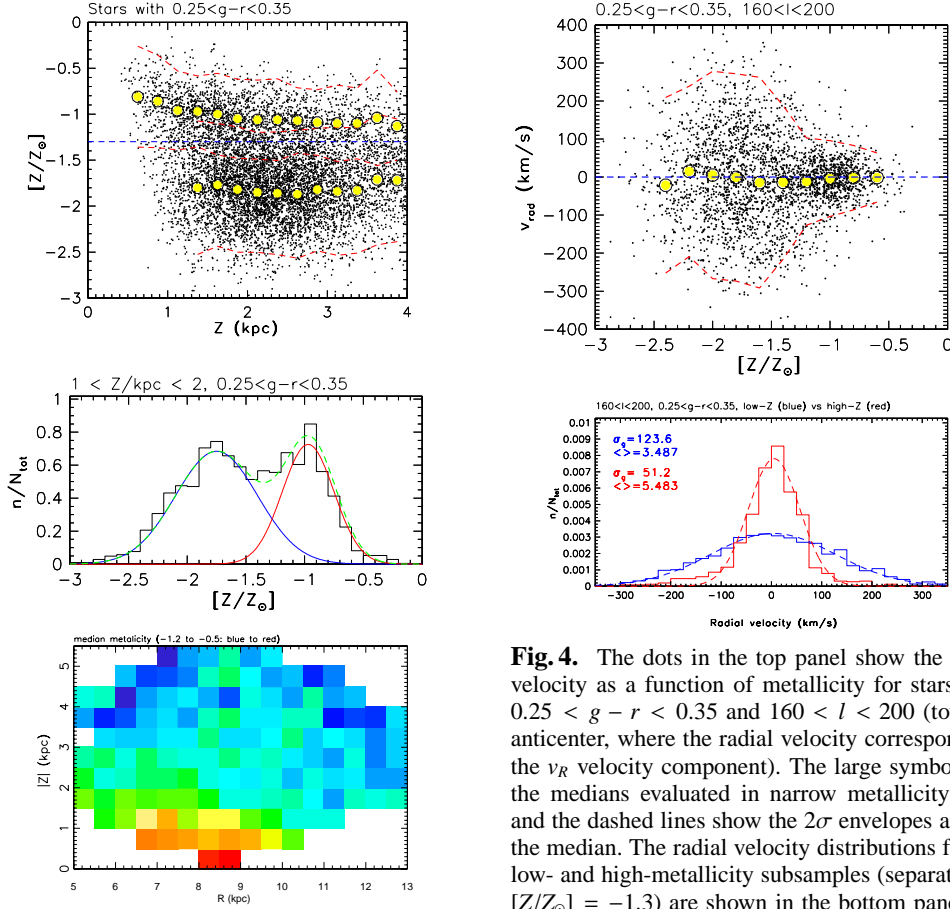 Stars with 0.25<g−r<0.35
0
−0.5
−1
−1.5
−2
−2.5
−3
[Z/Z⊙]
0 1 2 3 4
Z (kpc)
1 < Z/kpc < 2, 0.25<g−r<0.35
0.8
0.6
0.4
0.2
0
n/Ntot
−3 −2.5 −2 −1.5 −1 −0.5 0
[Z/Z⊙]
median metalicity (−1.2 to −0.5: blue to red)
5
4
3
2
1
0
|Z| (kpc)
5 6 7 8 9 10 11 12 13
R (kpc)
0.25<g−r<0.35, 160<l<200
400
300
200
100
0
−100
−200
−300
−400
vrad (km/s)
−3 −2.5 −2 −1.5 −1 −0.5 0
[Z/Z⊙]
160<l<200, 0.25<g−r<0.35, low−Z (blue) vs high−Z (red)
0.01
0.009
0.008
0.007
0.006
0.005
0.004
0.003
0.002
0.001
0
n/Ntot
σg=123.6
<>=3.487
σg= 51.2
<>=5.483
−300 −200 −100 0 100 200 300
Radial velocity (km/s)
Fig. 4. The dots in the top panel show the
velocity as a function of metallicity for stars
0.25 < g − r < 0.35 and 160 < l < 200 (to
anticenter, where the radial velocity correspon
the vR velocity component). The large symbo
the medians evaluated in narrow metallicity
and the dashed lines show the 2σ envelopes a
the median. The radial velocity distributions f
low- and high-metallicity subsamples (separat
[Z/Z⊙] = −1.3) are shown in the bottom pan